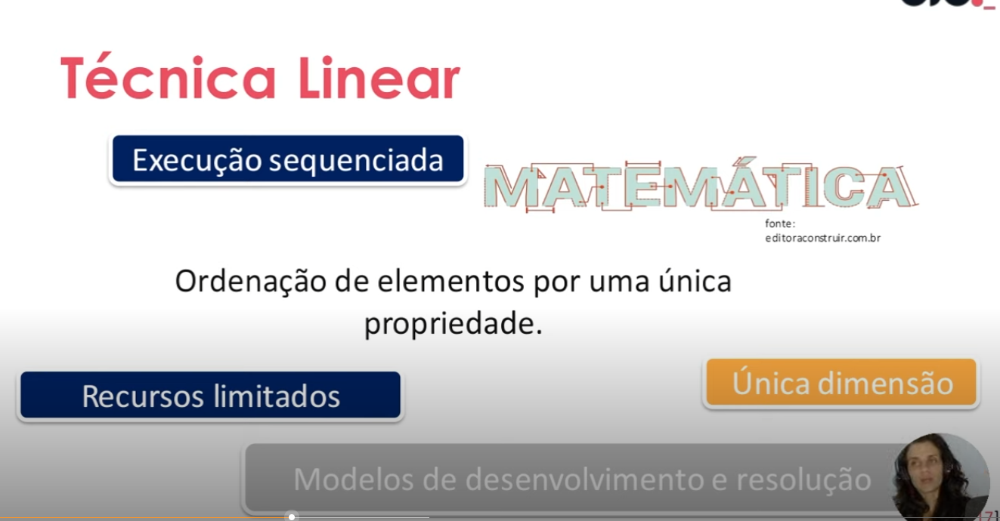 Técnica Linear
Execução sequenciada
MATEMÁTICA
fonte:
editoraconstruir.com.br
Ordenação de elementos por uma única
propriedade.
Recursos limitados
Única dimensão
Modelos de desenvolvimento e resolução